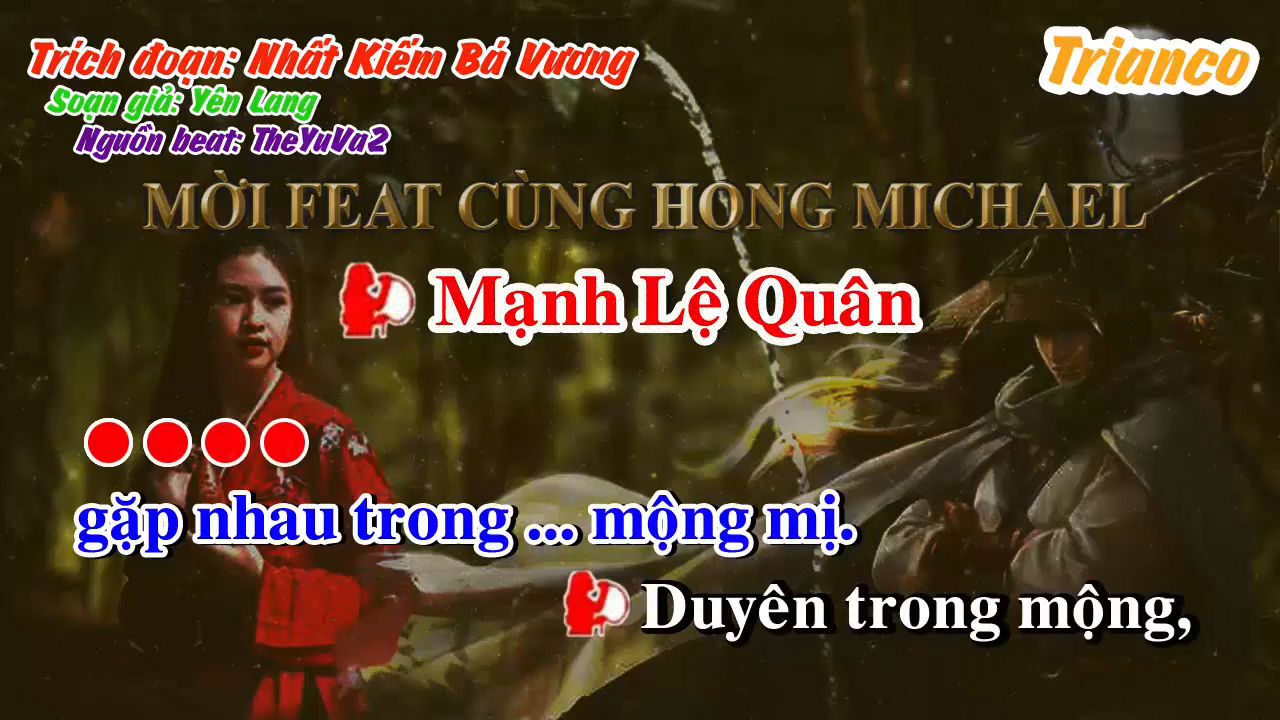 Trích đoạn: Nhất Kiếm Bá Vương
Trianco
Soạn giả: Yên Lang
Nguồn beat: TheYuVa2
MỜI FEAT CÙNG HONG MICHAEL
Mạnh Lệ Quân
gặp nhau trong ... mộng mị.
Duyên trong mộng,